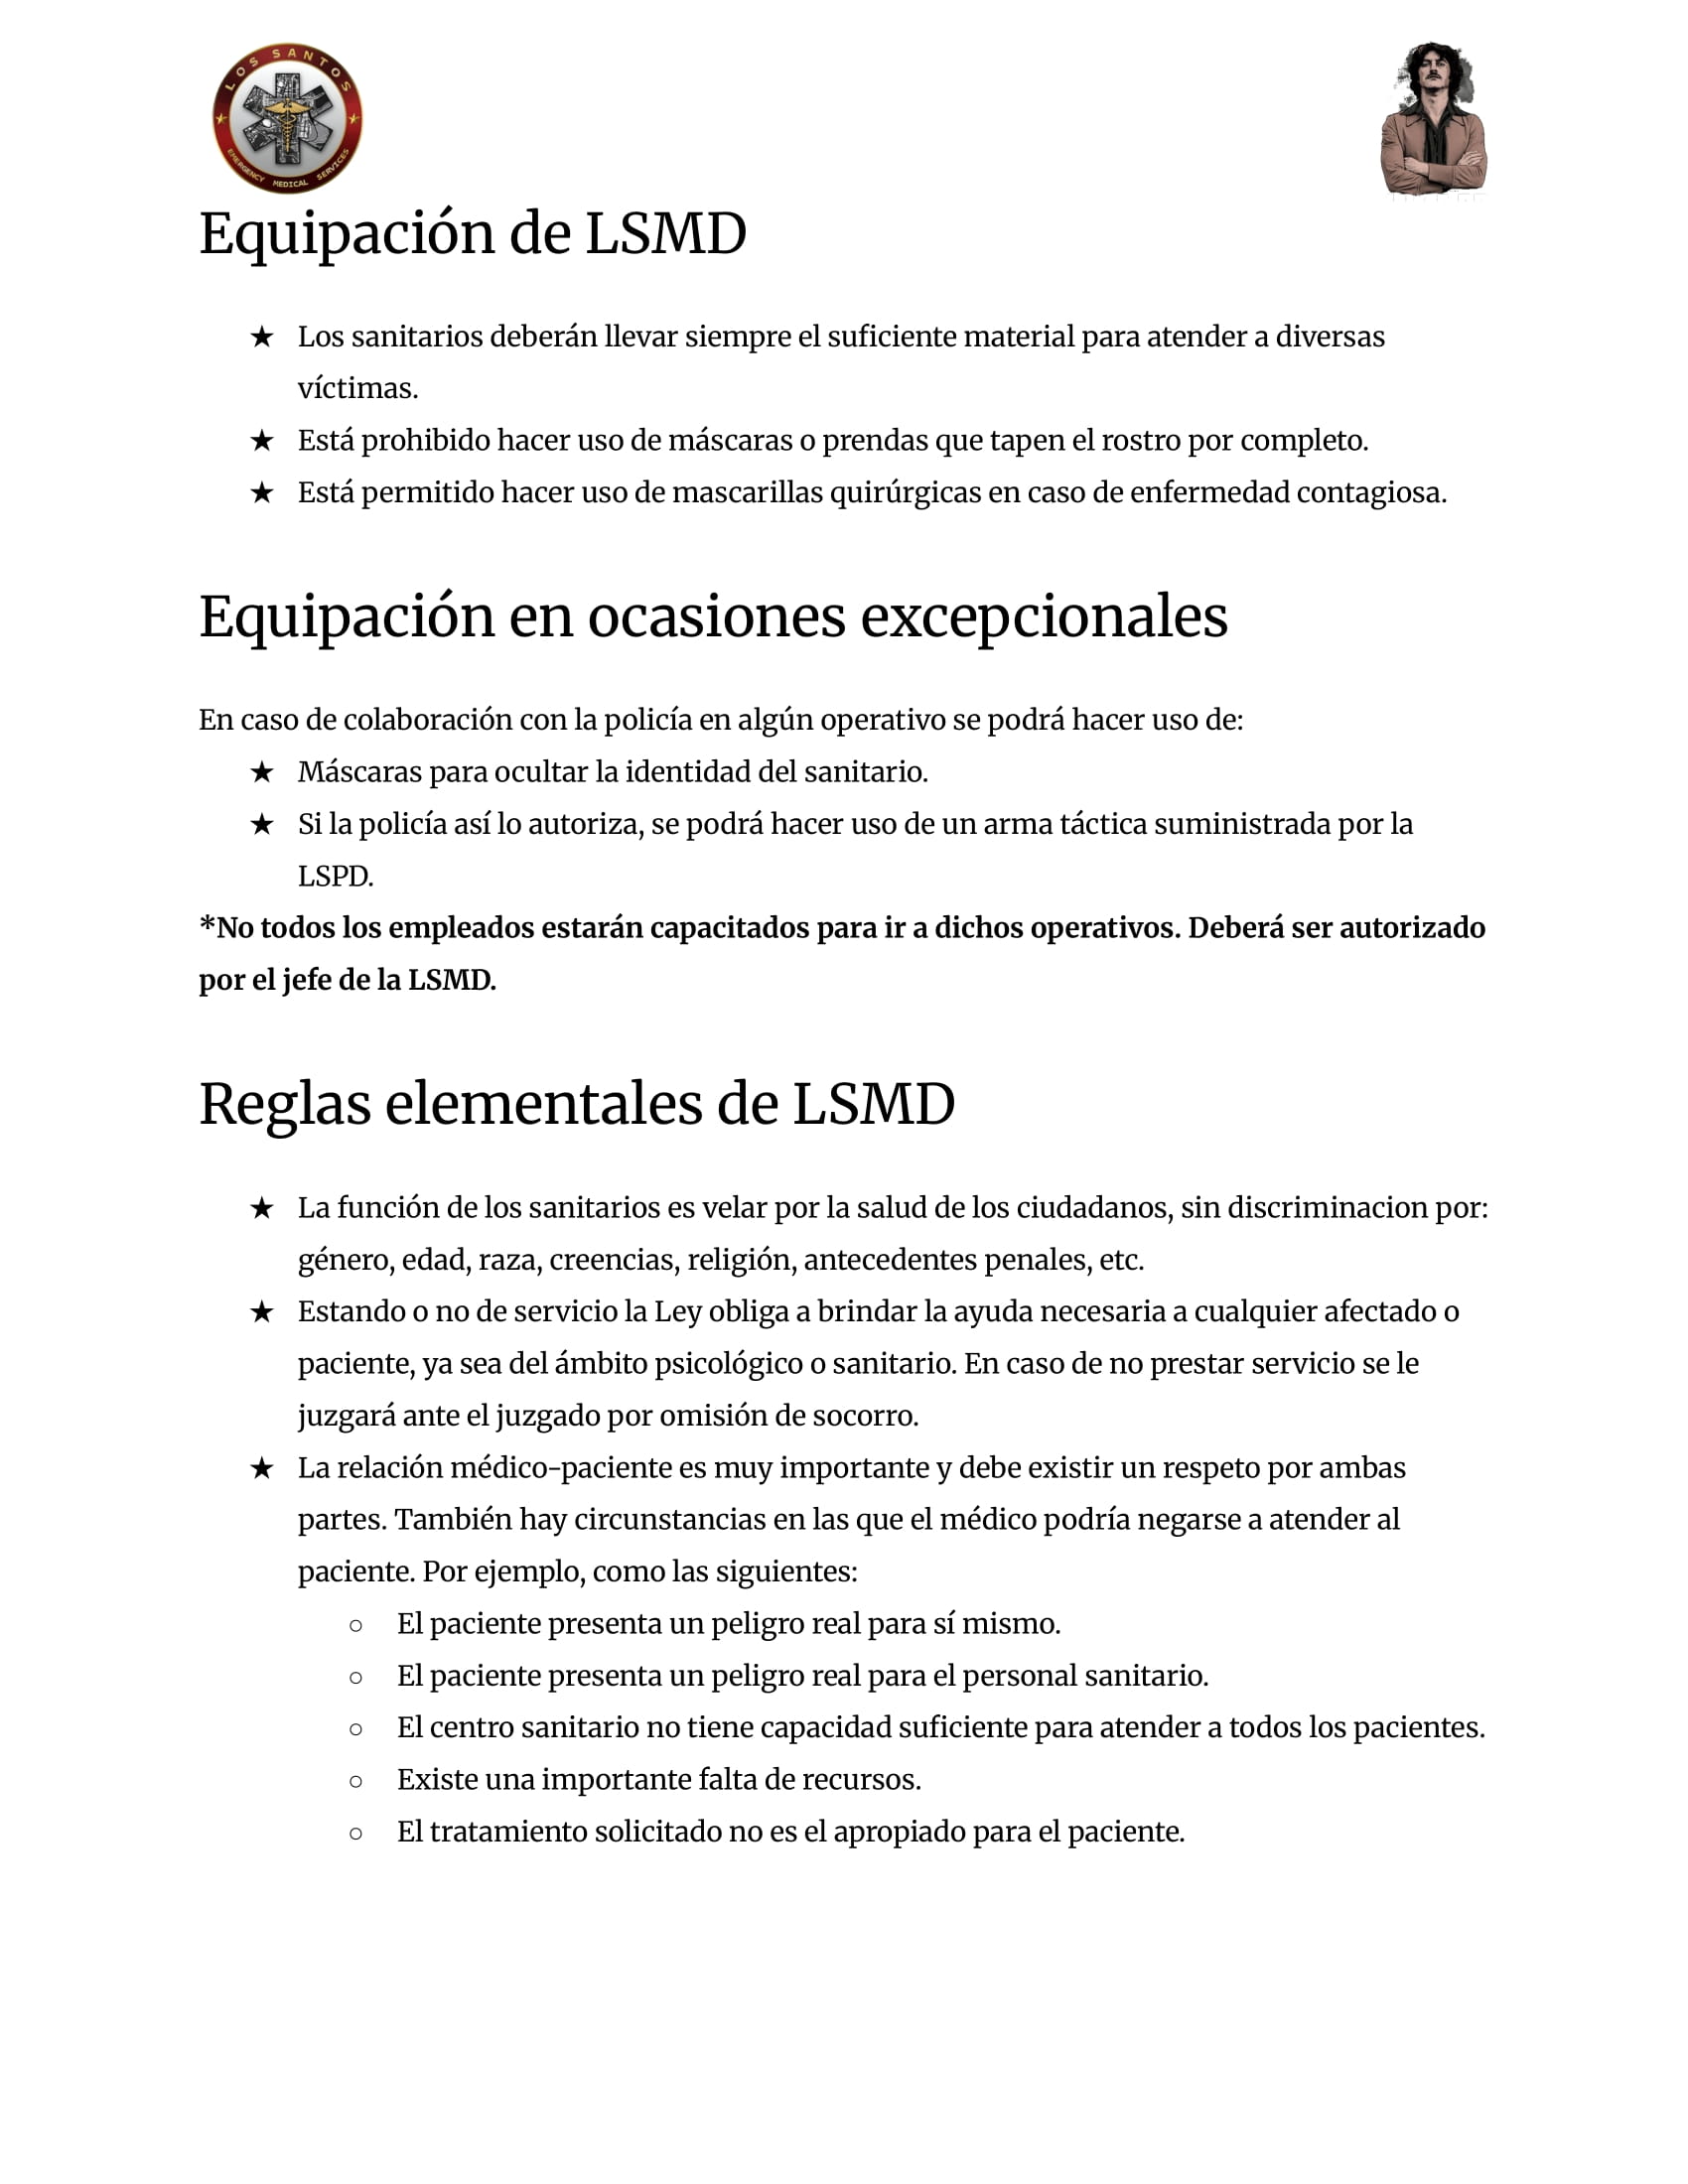 LOS SANTOS
EMERGENCY MEDICAL SERVICES
Equipación de LSMD
★ Los sanitarios deberán llevar siempre el suficiente material para atender a diversas
víctimas.
★ Está prohibido hacer uso de máscaras o prendas que tapen el rostro por completo.
★ Está permitido hacer uso de mascarillas quirúrgicas en caso de enfermedad contagiosa.
Equipación en ocasiones excepcionales
En caso de colaboración con la policía en algún operativo se podrá hacer uso de:
★ Máscaras para ocultar la identidad del sanitario.
★ Si la policía así lo autoriza, se podrá hacer uso de un arma táctica suministrada por la
LSPD.
*No todos los empleados estarán capacitados para ir a dichos operativos. Deberá ser autorizado
por el jefe de la LSMD.
Reglas elementales de LSMD
★ La función de los sanitarios es velar por la salud de los ciudadanos, sin discriminacion por:
género, edad, raza, creencias, religión, antecedentes penales, etc.
★ Estando o no de servicio la Ley obliga a brindar la ayuda necesaria a cualquier afectado o
paciente, ya sea del ámbito psicológico o sanitario. En caso de no prestar servicio se le
juzgará ante el juzgado por omisión de socorro.
★ La relación médico-paciente es muy importante y debe existir un respeto por ambas
partes. También hay circunstancias en las que el médico podría negarse a atender al
paciente. Por ejemplo, como las siguientes:
○ El paciente presenta un peligro real para sí mismo.
○ El paciente presenta un peligro real para el personal sanitario.
○ El centro sanitario no tiene capacidad suficiente para atender a todos los pacientes.
○ Existe una importante falta de recursos.
○ El tratamiento solicitado no es el apropiado para el paciente.